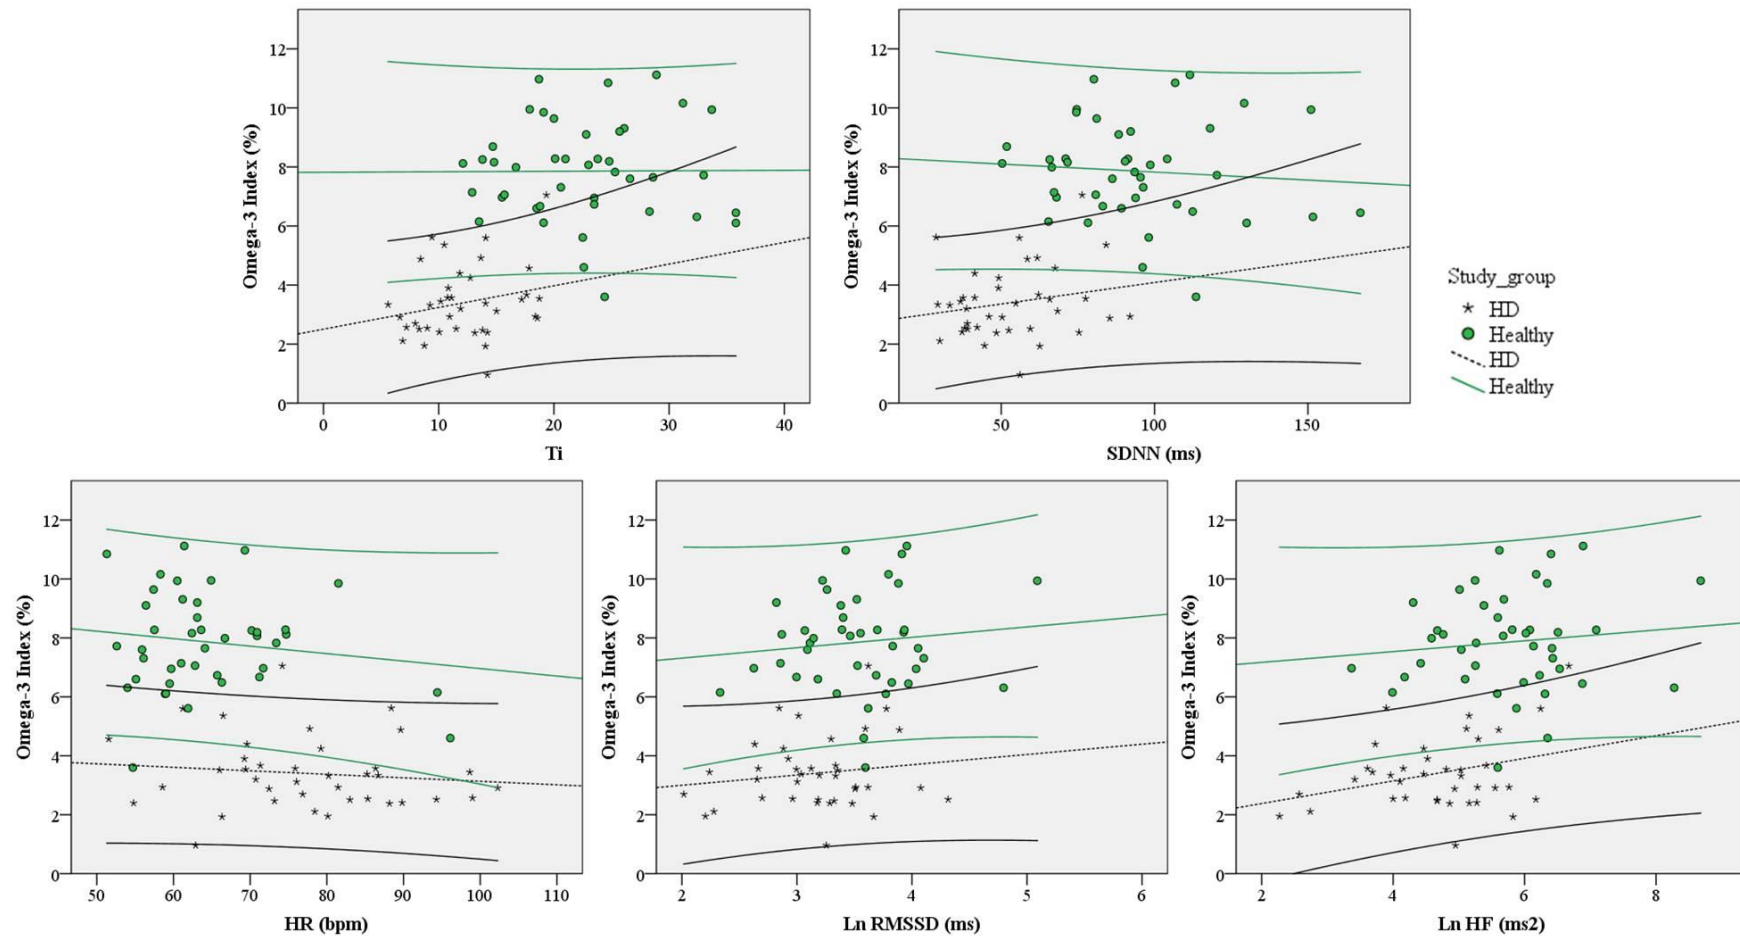 12
10
8
6
4
2
0
Omega-3 Index (%)
0 10 20 30 40
Ti
12
10
8
6
4
2
0
Omega-3 Index (%)
50 100 150
SDNN (ms)
Study_group
HD
Healthy
HD
Healthy
12
10
8
6
4
2
0
Omega-3 Index (%)
50 60 70 80 90 100 110
HR (bpm)
12
10
8
6
4
2
0
Omega-3 Index (%)
2 3 4 5 6
Ln RMSSD (ms)
12
10
8
6
4
2
0
Omega-3 Index (%)
2 4 6 8
Ln HF (ms2)